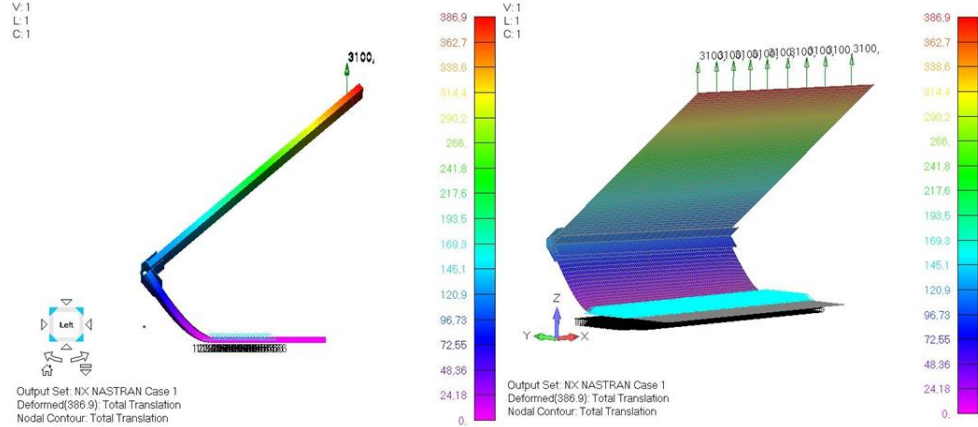 V: 1
L: 1
C: 1
3100,
386.9
362.7
338.6
314.4
290.2
266.
241.8
217.6
193.5
169.3
145.1
120.9
96.73
72.55
48.36
24.18
0.
Left
Output Set: NX NASTRAN Case 1
Deformed(386.9): Total Translation
Nodal Contour: Total Translation
V: 1
L: 1
C: 1
3100, 3100, 3100, 3100, 3100, 3100,
386.9
362.7
338.6
314.4
290.2
266.
241.8
217.6
193.5
169.3
145.1
120.9
96.73
72.55
48.36
24.18
0.
Z
Y
X
Output Set: NX NASTRAN Case 1
Deformed(386.9): Total Translation
Nodal Contour: Total Translation